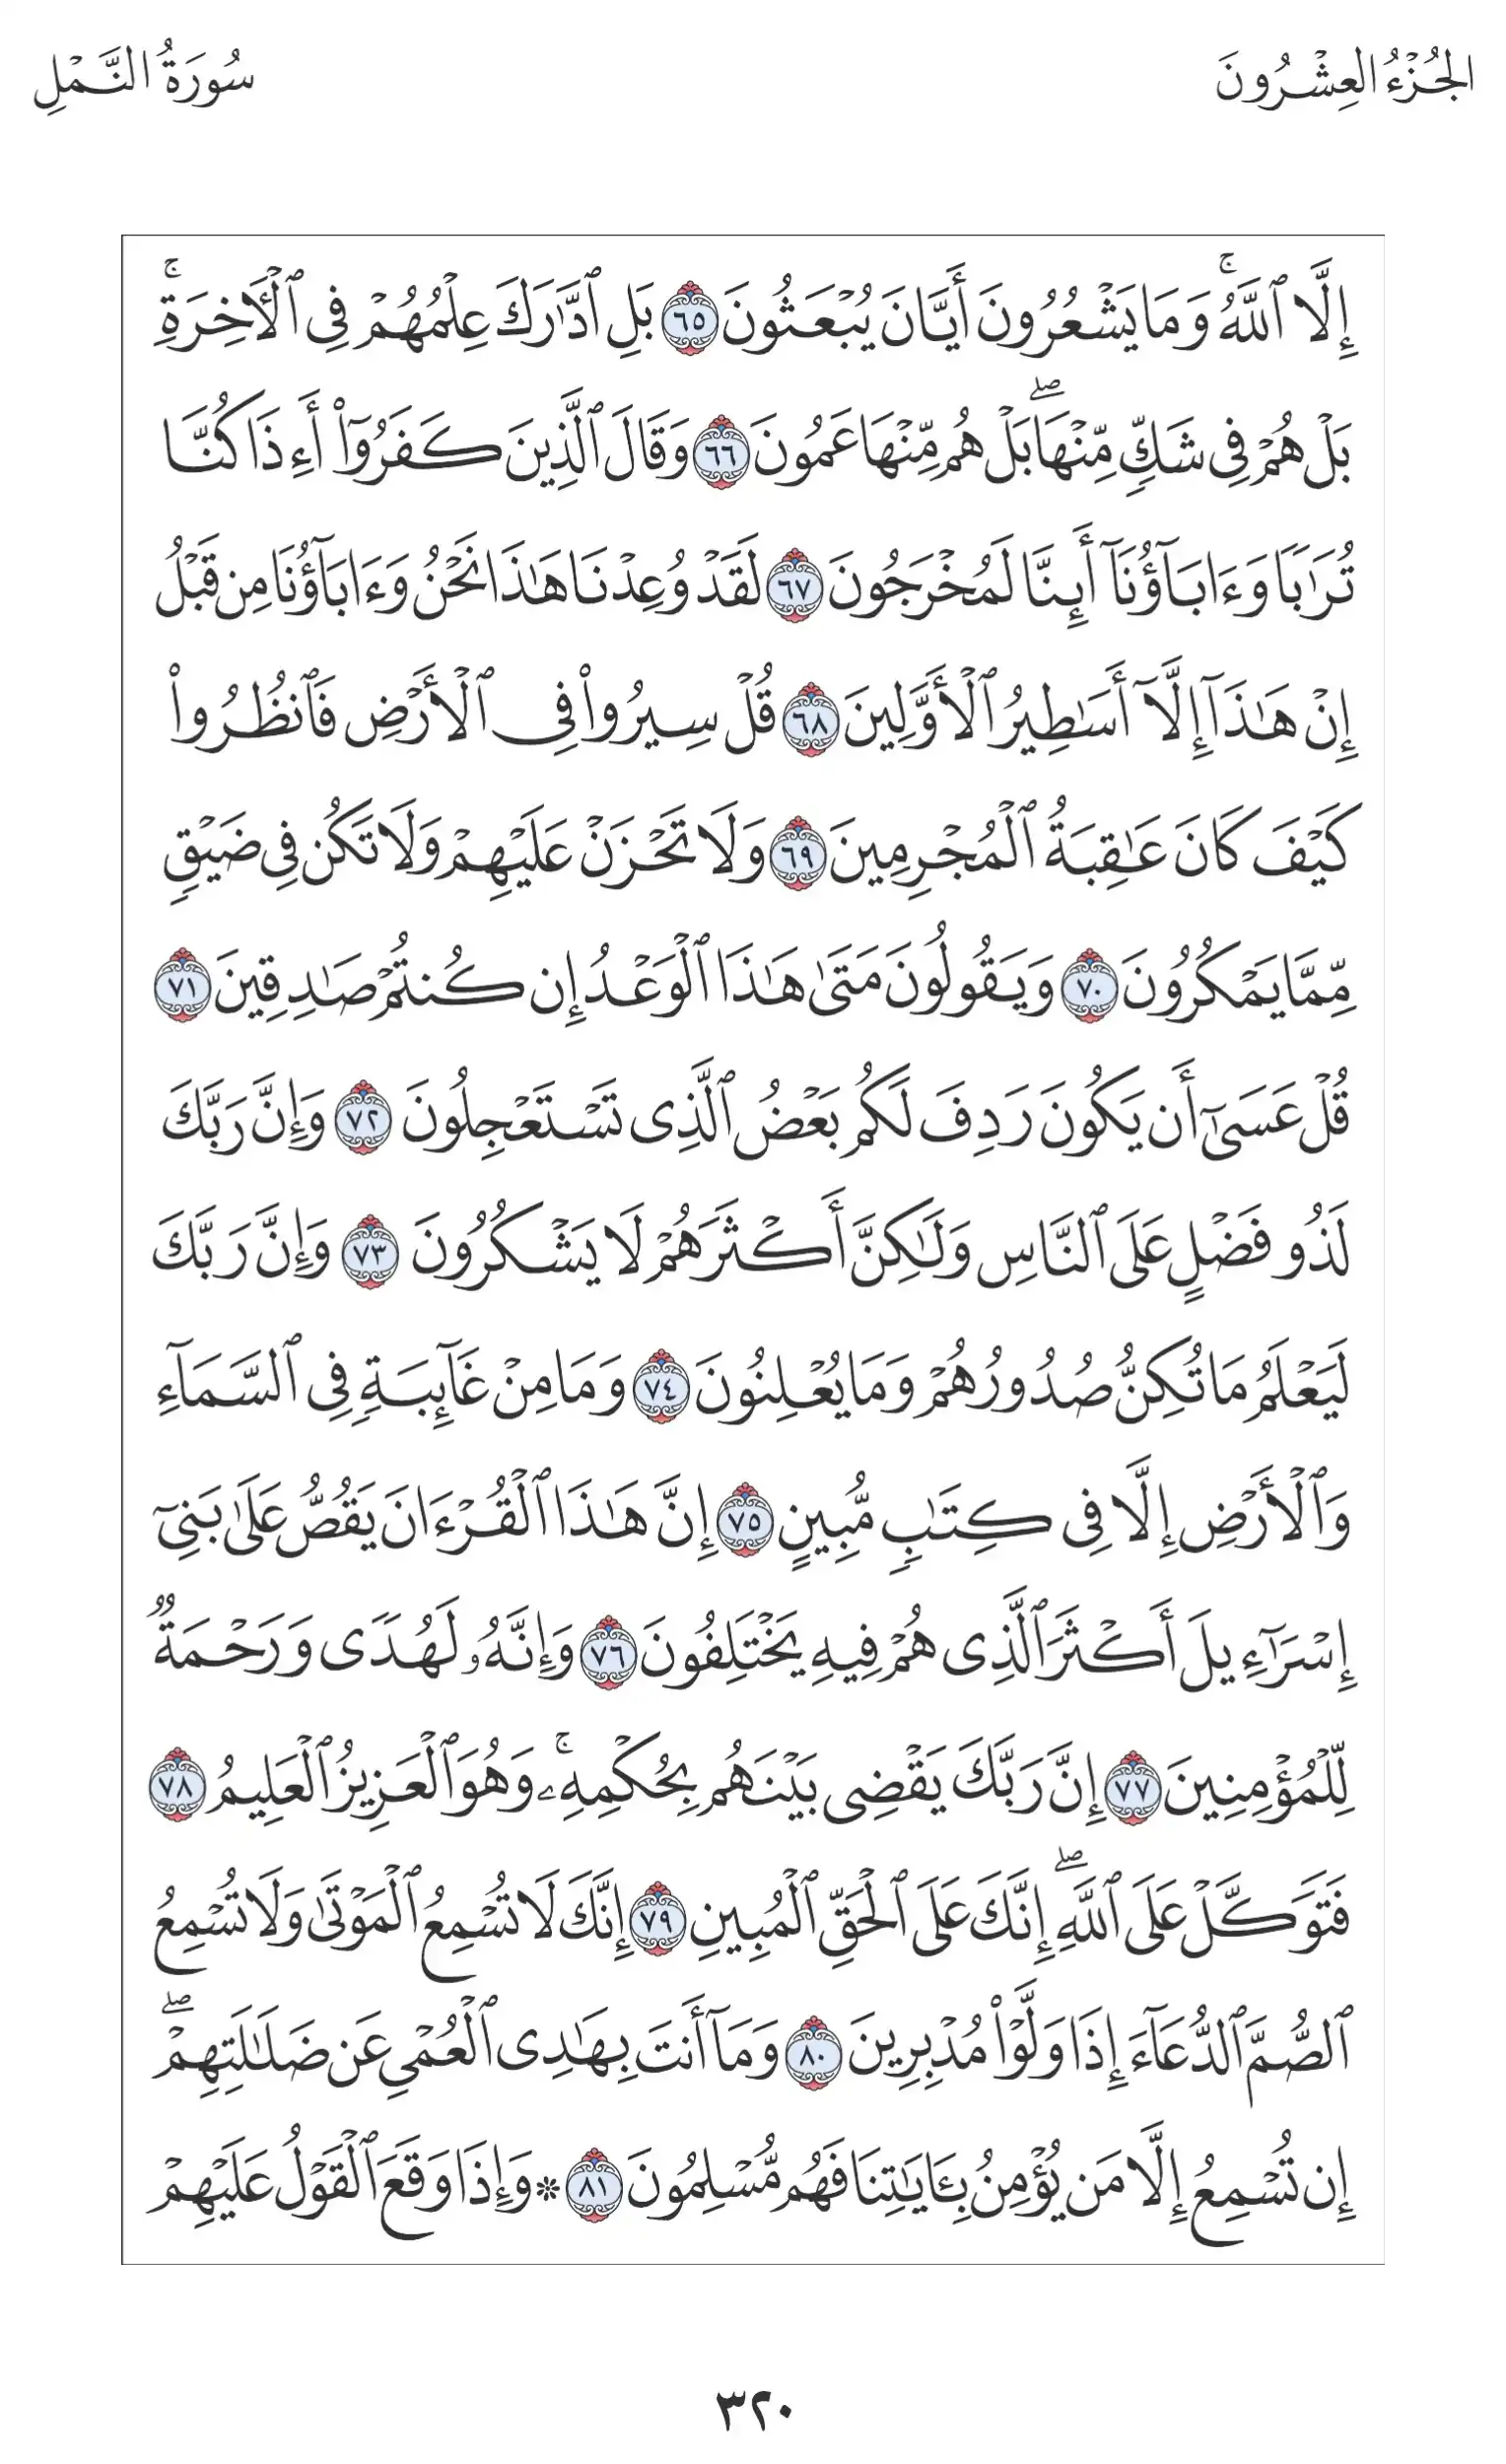 الجُزْءُ العِشْرُونَ
سُورَةُ النَّمْلِ
إِلَّا ٱللَّهُۚ وَمَا يَشْعُرُونَ أَيَّانَ يُبْعَثُونَ ٦٥ بَلِ ٱدَّٰرَكَ عِلْمُهُمْ فِى ٱلْأَخِرَةِۚ
بَلْ هُمْ فِى شَكٍّ مِّنْهَاۖ بَلْ هُم مِّنْهَا عَمُونَ ٦٦ وَقَالَ ٱلَّذِينَ كَفَرُوٓا۟ أَءِذَا كُنَّا
تُرَٰبًا وَءَابَآؤُنَآ أَئِنَّا لَمُخْرَجُونَ ٦٧ لَقَدْ وُعِدْنَا هَٰذَا نَحْنُ وَءَابَآؤُنَا مِن قَبْلُ
إِنْ هَٰذَآ إِلَّآ أَسَٰطِيرُ ٱلْأَوَّلِينَ ٦٨ قُلْ سِيرُوا۟ فِى ٱلْأَرْضِ فَٱنظُرُوا۟
كَيْفَ كَانَ عَٰقِبَةُ ٱلْمُجْرِمِينَ ٦٩ وَلَا تَحْزَنْ عَلَيْهِمْ وَلَا تَكُن فِى ضَيْقٍ
مِّمَّا يَمْكُرُونَ ٧٠ وَيَقُولُونَ مَتَىٰ هَٰذَا ٱلْوَعْدُ إِن كُنتُمْ صَٰدِقِينَ ٧١
قُلْ عَسَىٰٓ أَن يَكُونَ رَدِفَ لَكُم بَعْضُ ٱلَّذِى تَسْتَعْجِلُونَ ٧٢ وَإِنَّ رَبَّكَ
لَذُو فَضْلٍ عَلَى ٱلنَّاسِ وَلَٰكِنَّ أَكْثَرَهُمْ لَا يَشْكُرُونَ ٧٣ وَإِنَّ رَبَّكَ
لَيَعْلَمُ مَا تُكِنُّ صُدُورُهُمْ وَمَا يُعْلِنُونَ ٧٤ وَمَا مِنْ غَآئِبَةٍ فِى ٱلسَّمَآءِ
وَٱلْأَرْضِ إِلَّا فِى كِتَٰبٍ مُّبِينٍ ٧٥ إِنَّ هَٰذَا ٱلْقُرْءَانَ يَقُصُّ عَلَىٰ بَنِىٓ
إِسْرَٰٓءِيلَ أَكْثَرَ ٱلَّذِى هُمْ فِيهِ يَخْتَلِفُونَ ٧٦ وَإِنَّهُۥ لَهُدًى وَرَحْمَةٌ
لِّلْمُؤْمِنِينَ ٧٧ إِنَّ رَبَّكَ يَقْضِى بَيْنَهُم بِحُكْمِهِۦۚ وَهُوَ ٱلْعَزِيزُ ٱلْعَلِيمُ ٧٨
فَتَوَكَّلْ عَلَى ٱللَّهِۖ إِنَّكَ عَلَى ٱلْحَقِّ ٱلْمُبِينِ ٧٩ إِنَّكَ لَا تُسْمِعُ ٱلْمَوْتَىٰ وَلَا تُسْمِعُ
ٱلصُّمَّ ٱلدُّعَآءَ إِذَا وَلَّوْا۟ مُدْبِرِينَ ٨٠ وَمَآ أَنتَ بِهَٰدِى ٱلْعُمْىِ عَن ضَلَٰلَتِهِمْۖ
إِن تُسْمِعُ إِلَّا مَن يُؤْمِنُ بِـَٔايَٰتِنَا فَهُم مُّسْلِمُونَ ٨١ ۞ وَإِذَا وَقَعَ ٱلْقَوْلُ عَلَيْهِمْ
٣٢٠